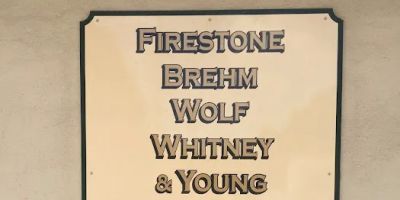 FIRESTONE
BREHM
WOLF
WHITNEY
& YOUNG